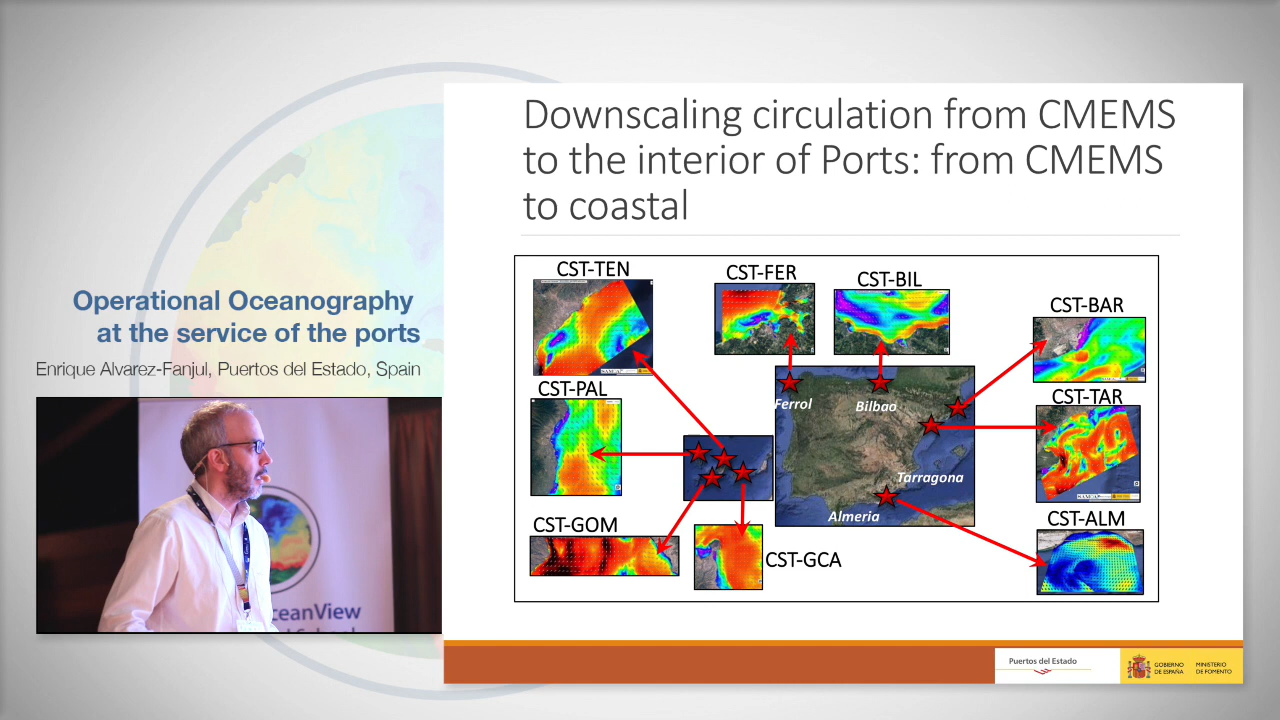 Downscaling circulation from CMEMS
to the interior of Ports: from CMEMS
to coastal
Operational Oceanography
at the service of the ports
Enrique Alvarez-Fanjul, Puertos del Estado, Spain
CST-TEN
CST-FER
CST-BIL
CST-BAR
CST-PAL
CST-TAR
Ferrol
Bilbao
Tarragona
Almeria
CST-GOM
CST-GCA
CST-ALM
ceanView
Puertos del Estado
GOBIERNO
DE ESPAÑA
MINISTERIO
DE FOMENTO